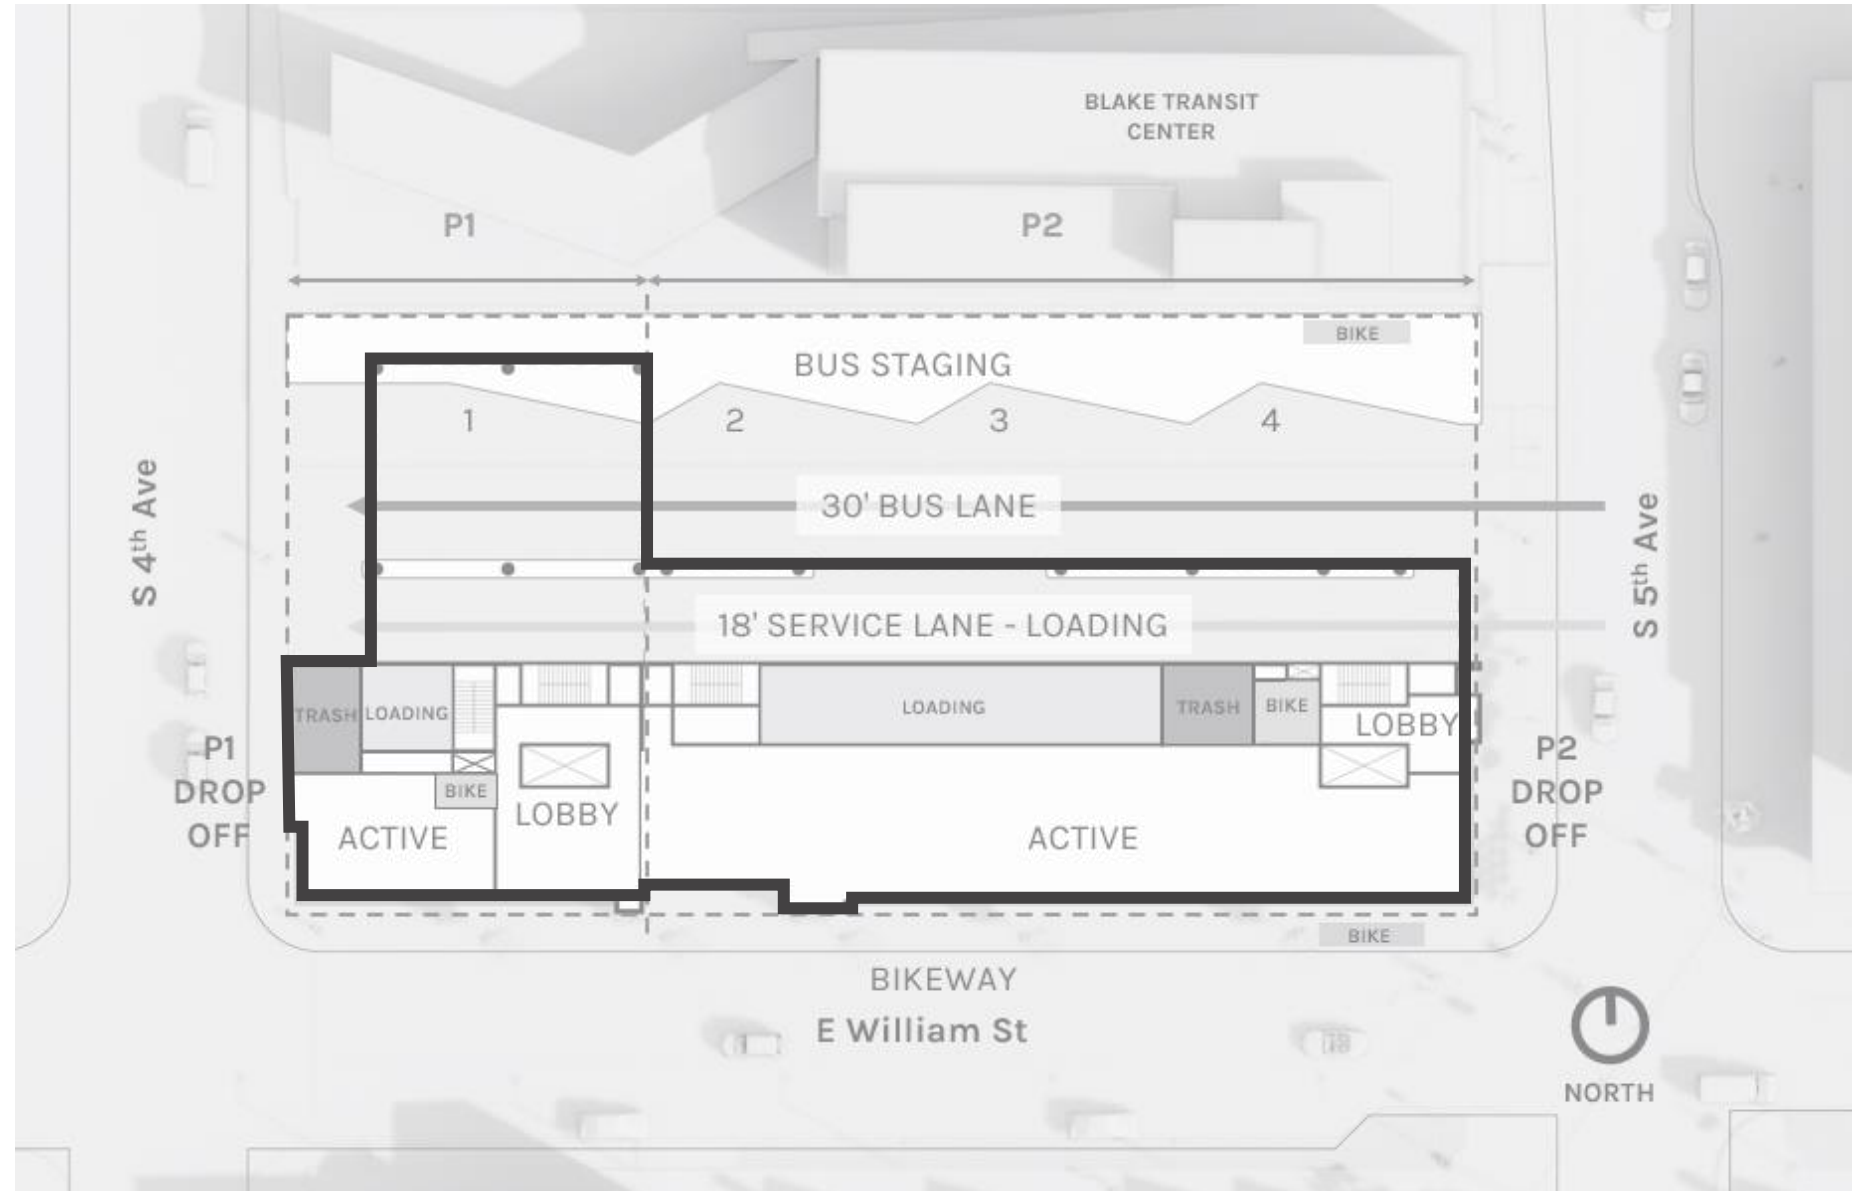 BLAKE TRANSIT
CENTER
P1
P2
BIKE
BUS STAGING
1
2
3
4
S 4th Ave
30' BUS LANE
S 5th Ave
18' SERVICE LANE - LOADING
TRASH
LOADING
LOADING
TRASH
BIKE
LOBBY
P1
DROP
OFF
BIKE
LOBBY
ACTIVE
ACTIVE
P2
DROP
OFF
BIKE
BIKEWAY
E William St
NORTH